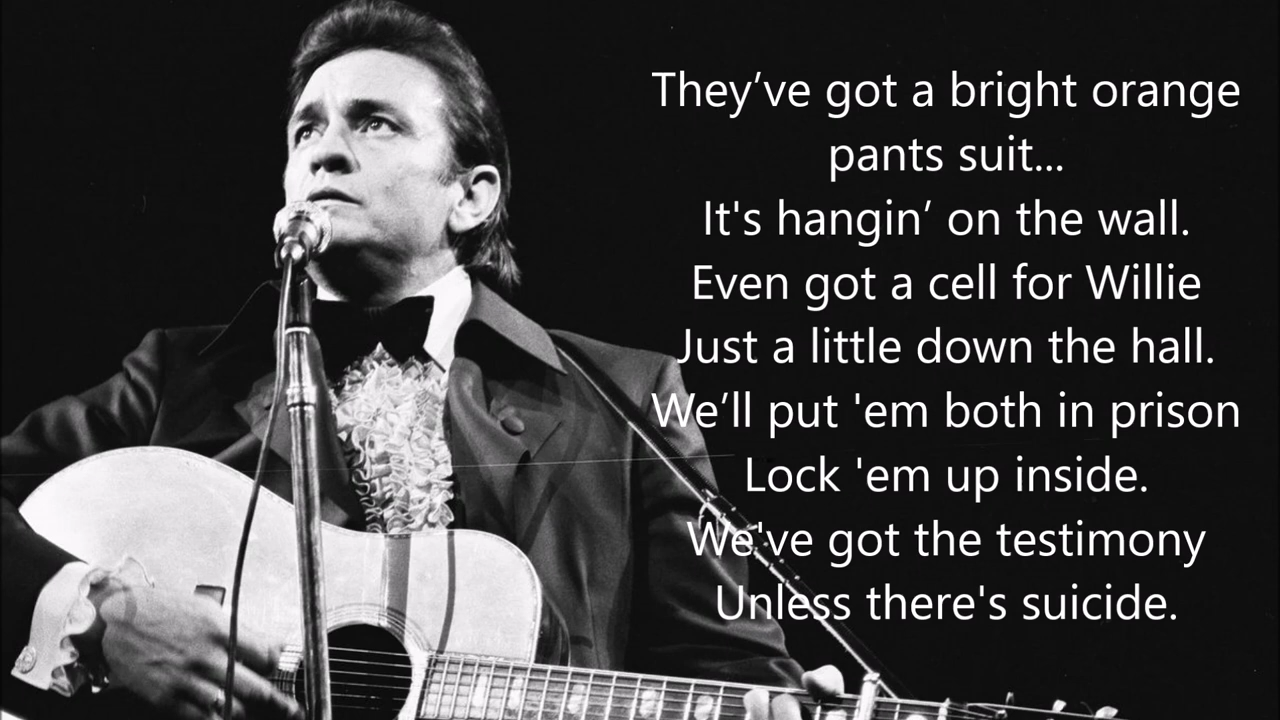 They’ve got a bright orange
pants suit...
It's hangin’ on the wall.
Even got a cell for Willie
Just a little down the hall.
We’ll put 'em both in prison
Lock 'em up inside.
We've got the testimony
Unless there's suicide.